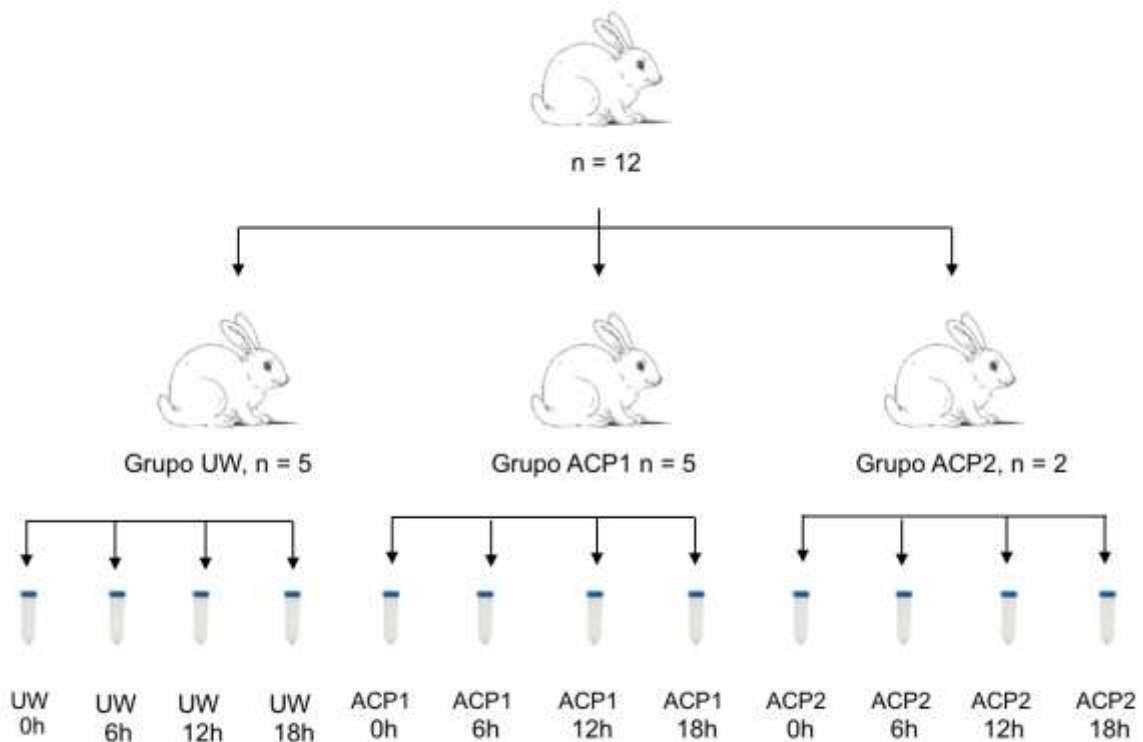 n = 12
Grupo UW, n = 5
Grupo ACP1 n = 5
Grupo ACP2, n = 2
UW
0h
UW
6h
UW
12h
UW
18h
ACP1
0h
ACP1
6h
ACP1
12h
ACP1
18h
ACP2
0h
ACP2
6h
ACP2
12h
ACP2
18h